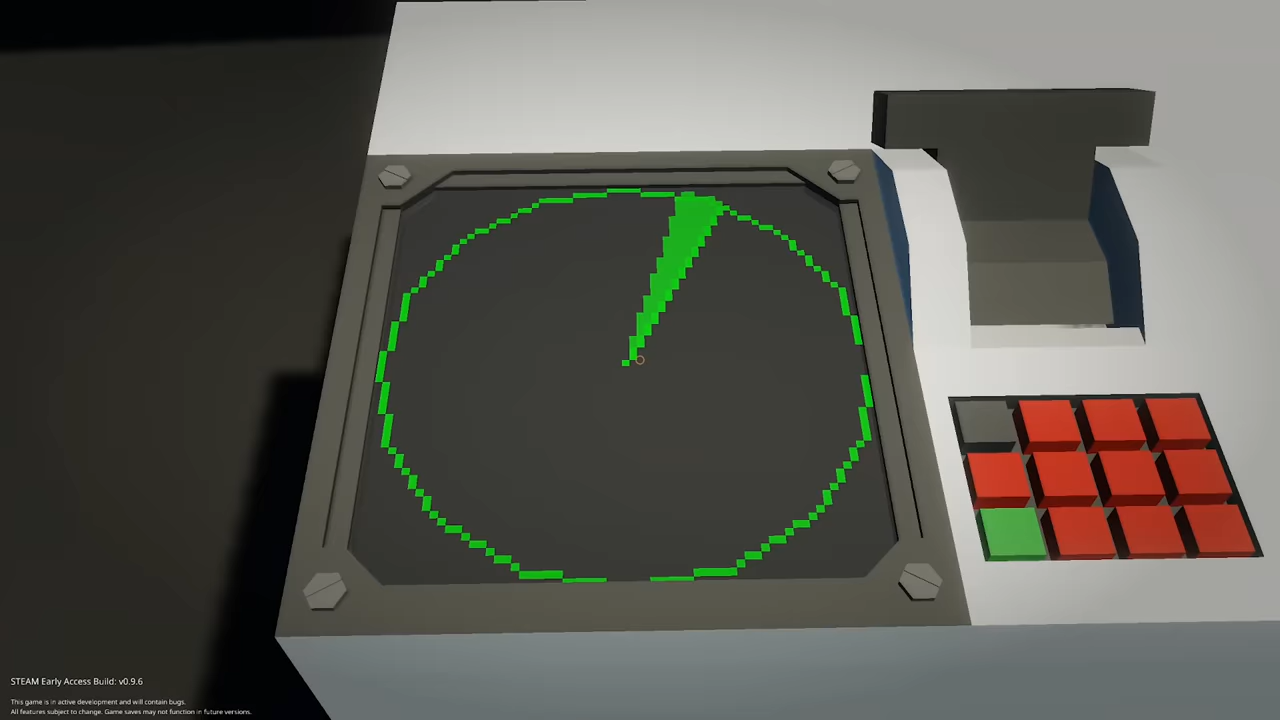 STEAM Early Access Build: v0.9.6
This game is in active development and will contain bugs.
All features subject to change. Game saves may not function in future versions.